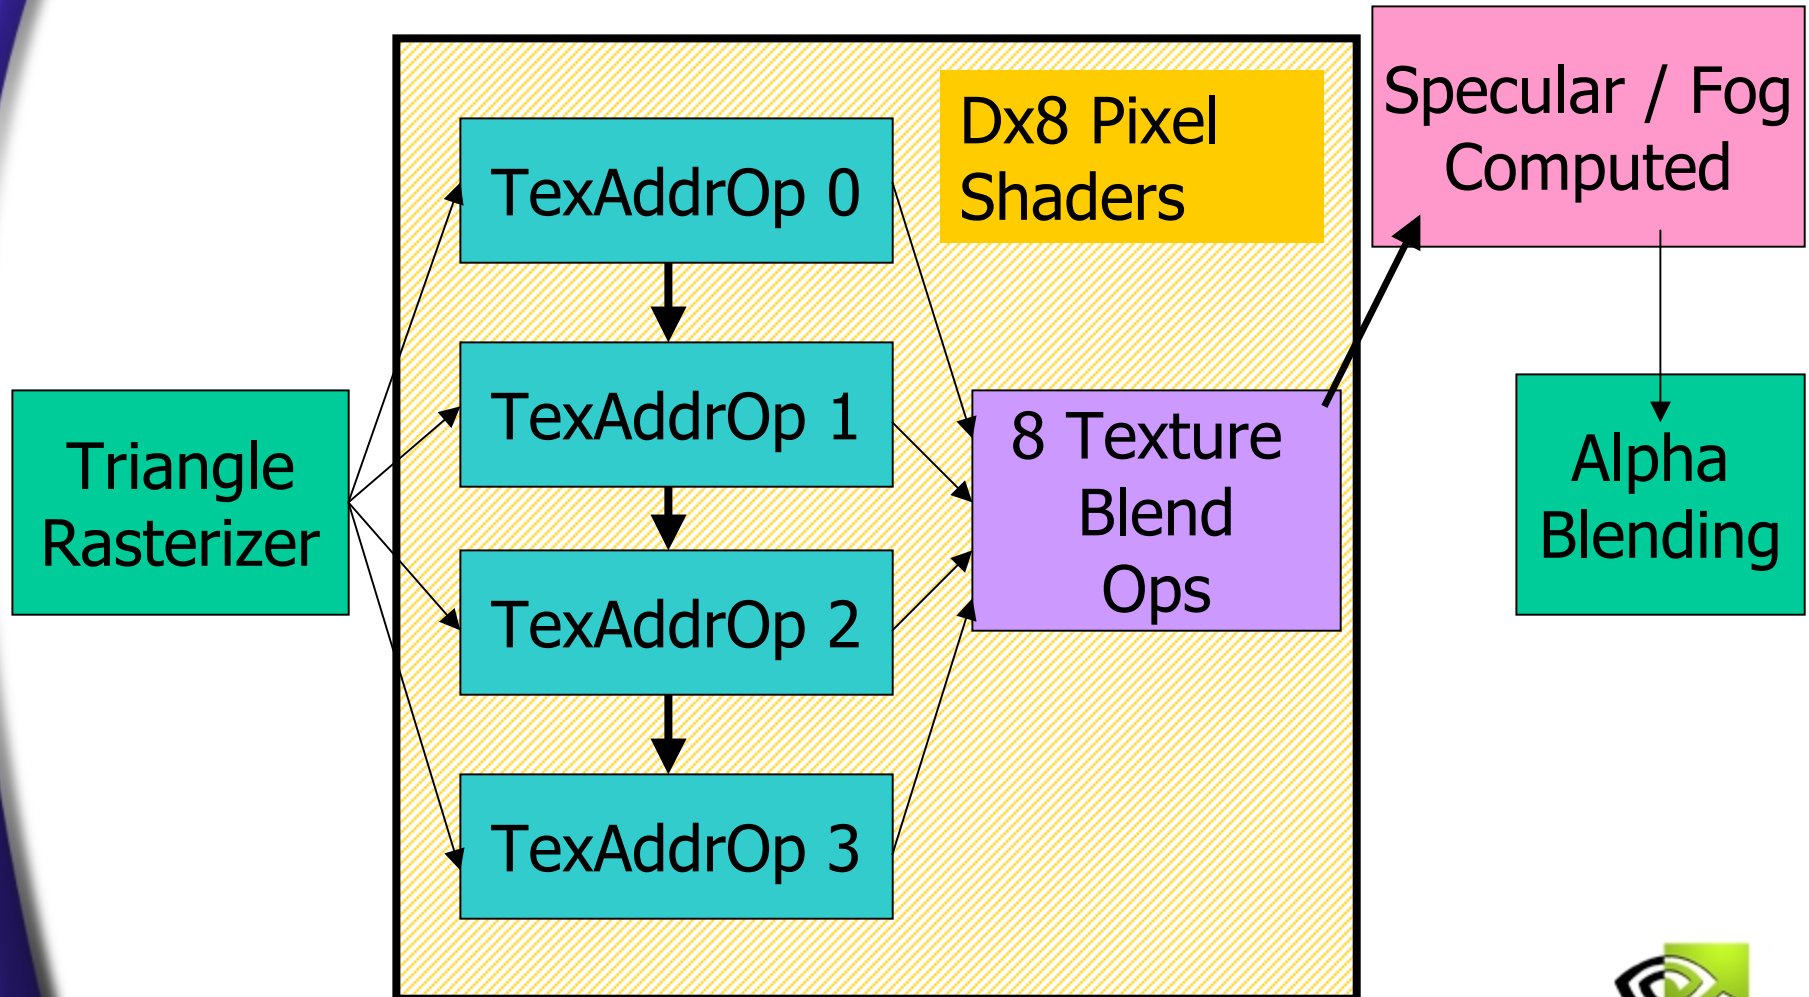 Triangle
Rasterizer
TexAddrOp 0
TexAddrOp 1
TexAddrOp 2
TexAddrOp 3
Dx8 Pixel
Shaders
8 Texture
Blend
Ops
Specular / Fog
Computed
Alpha
Blending